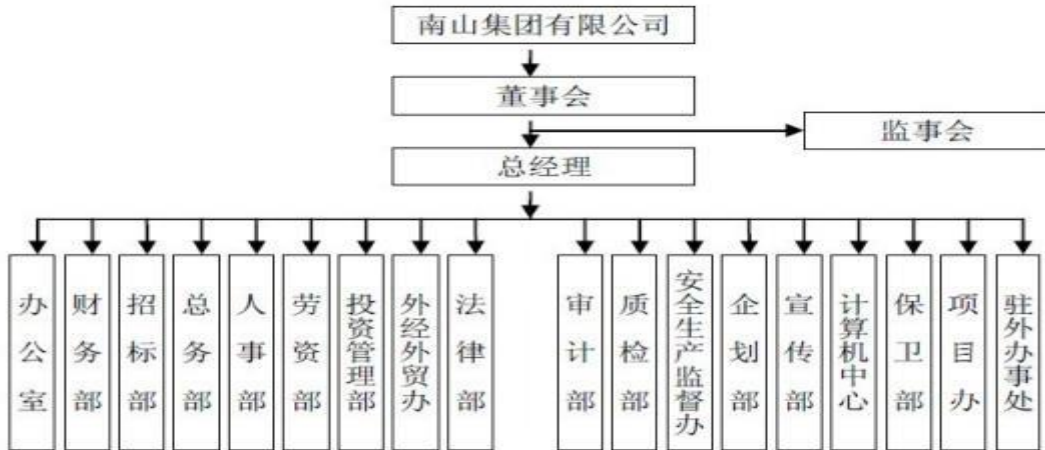 南山集团有限公司
董事会
监事会
总经理
办公室
财务部
招标部
总务部
人事部
劳资部
投资管理部
外经外贸办
法律部
审计部
质检部
安全生产监督办
企划部
宣传部
计算机中心
保卫部
项目办
驻外办事处